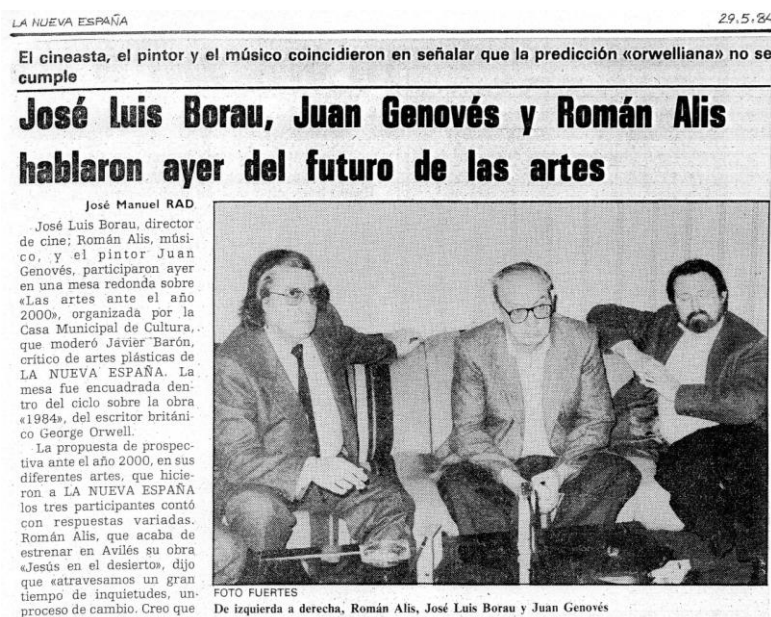 LA NUEVA ESPAÑA
29.5.84
El cineasta, el pintor y el músico coincidieron en señalar que la predicción «orwelliana» no se
cumple
José Luis Borau, Juan Genovés y Román Alis
hablaron ayer del futuro de las artes
José Manuel RAD
José Luis Borau, director
de cine; Román Alis, músi-
co, y el pintor Juan
Genovés, participaron ayer
en una mesa redonda sobre
«Las artes ante el año
2000», organizada por la
Casa Municipal de Cultura,
que moderó Javier Barón,
crítico de artes plásticas de
LA NUEVA ESPAÑA. La
mesa fue encuadrada den-
tro del ciclo sobre la obra
«1984», del escritor británi-
co George Orwell.
La propuesta de prospec-
tiva ante el año 2000, en sus
diferentes artes, que hicie-
ron a LA NUEVA ESPAÑA
los tres participantes contó
con respuestas variadas.
Román Alis, que acaba de
estrenar en Avilés su obra
«Jesús en el desierto», dijo
que «atravesamos un gran
tiempo de inquietudes, un
proceso de cambio. Creo que
FOTO FUERTES
De izquierda a derecha, Román Alis, José Luis Borau y Juan Genovés